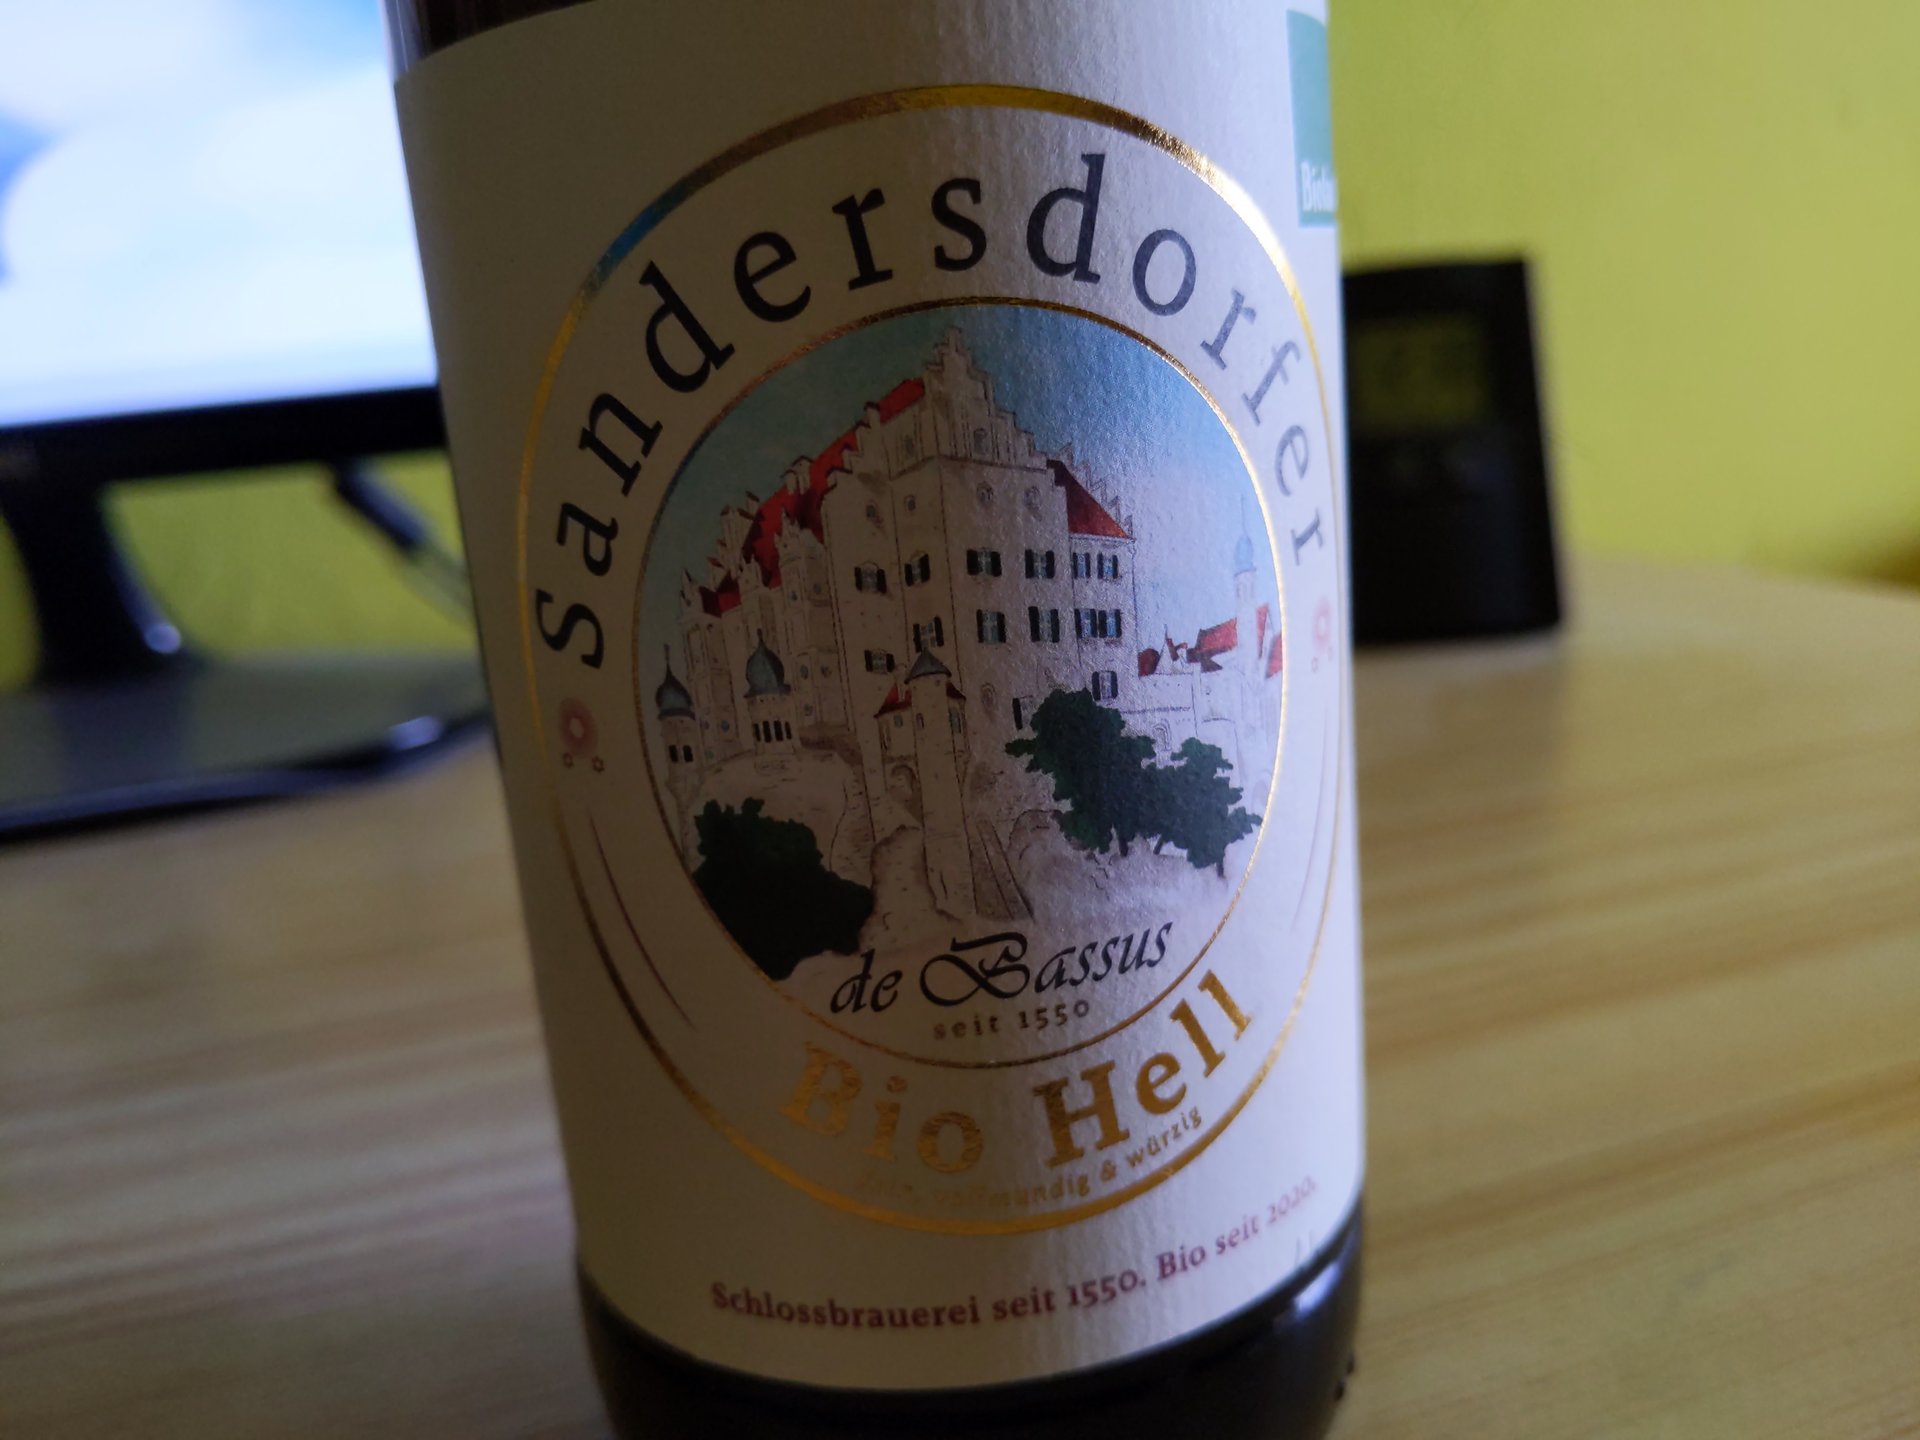 Sandersdorfer
de Bassus
seit 1550
Bio Hell
vollmundig & würzig
Schlossbrauerei seit 1550. Bio seit 2020.